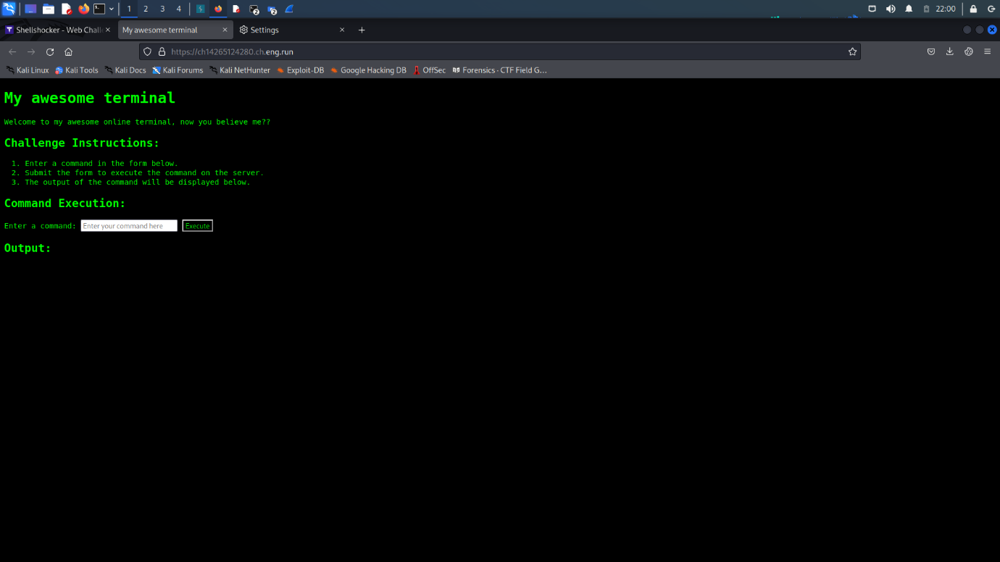 1 2 3 4 2 2 22:00
Shellshocker - Web Chall
My awesome terminal
Settings
https://ch14265124280.ch.eng.run
Kali Linux Kali Tools Kali Docs Kali Forums Kali NetHunter Exploit-DB Google Hacking DB OffSec Forensics · CTF Field G...
My awesome terminal
Welcome to my awesome online terminal, now you believe me??
Challenge Instructions:
1. Enter a command in the form below.
2. Submit the form to execute the command on the server.
3. The output of the command will be displayed below.
Command Execution:
Enter a command: Enter your command here Execute
Output: